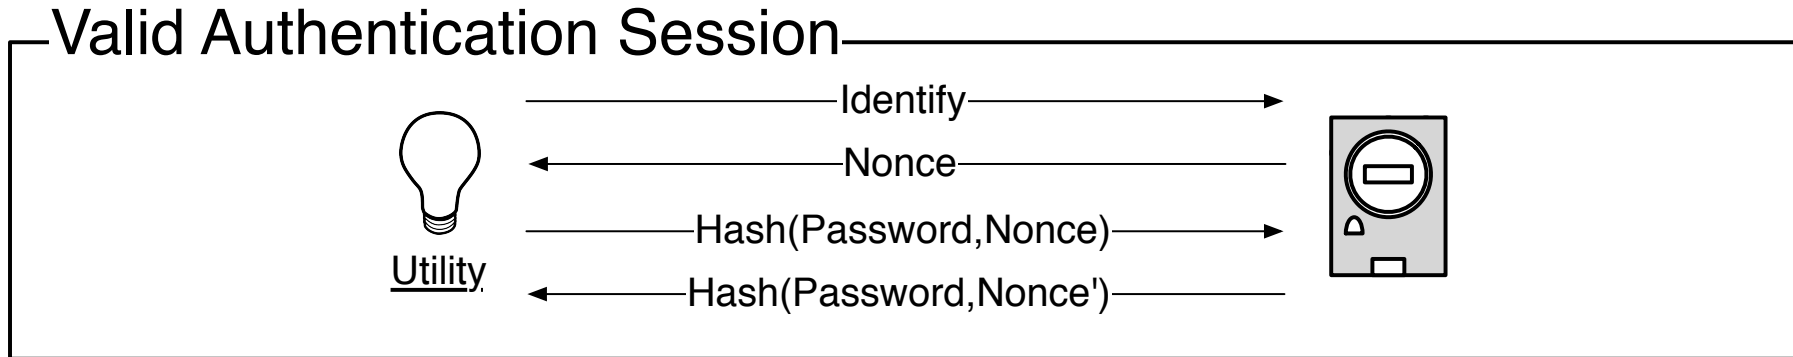 Valid Authentication Session
Identify
Nonce
Hash(Password,Nonce)
Utility
Hash(Password,Nonce')